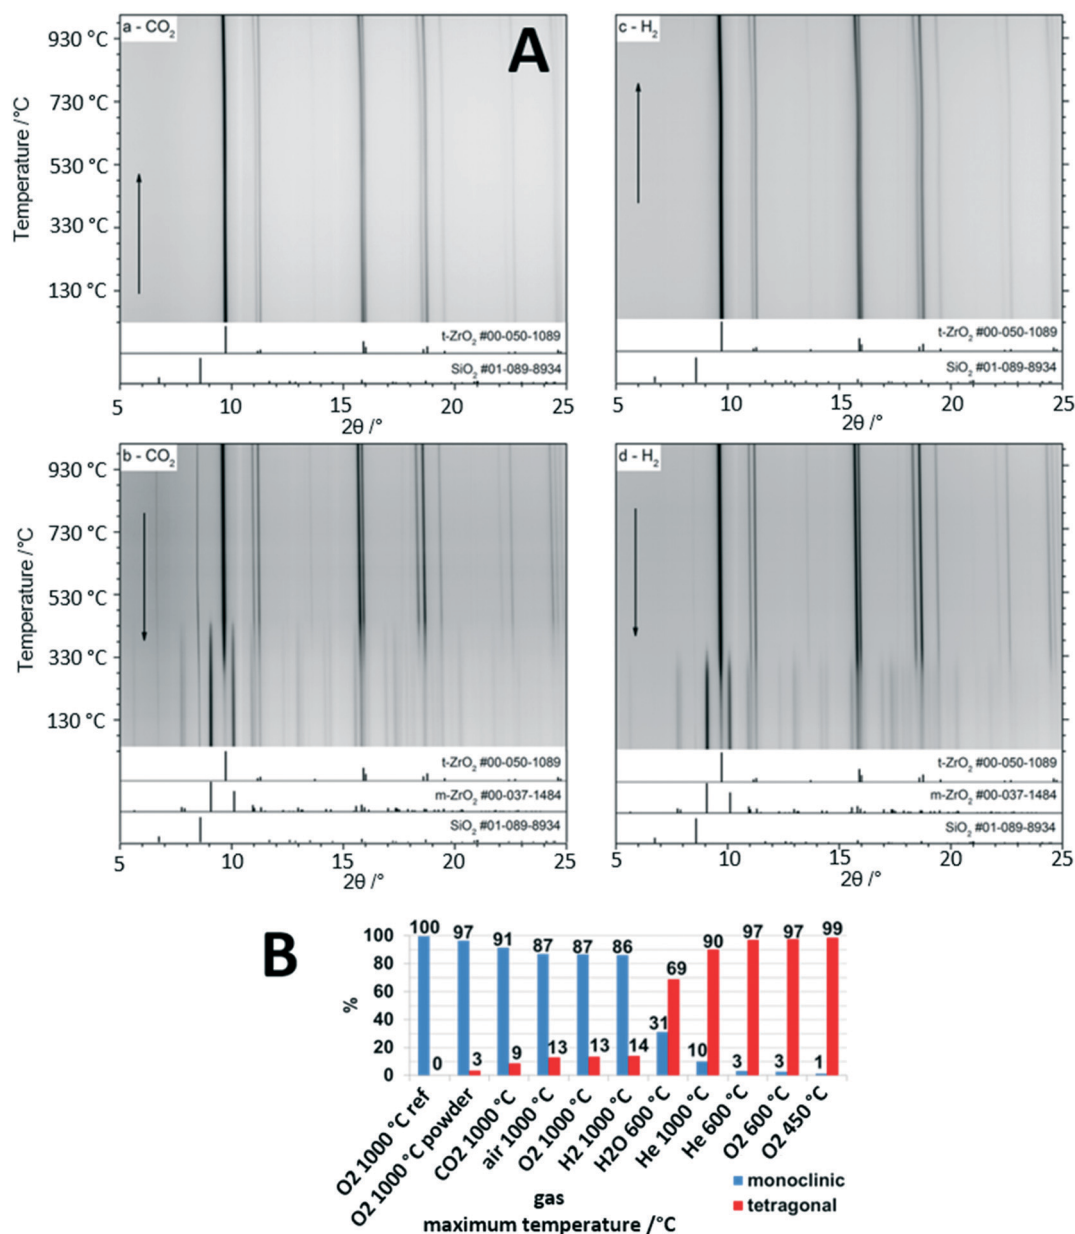 a - CO2
A
c - H2
Temperature /°C
930 °C
730 °C
530 °C
330 °C
130 °C
t-ZrO2 #00-050-1089
SiO2 #01-089-8934
5 10 15 20 25
2θ /°
t-ZrO2 #00-050-1089
SiO2 #01-089-8934
5 10 15 20 25
2θ /°
b - CO2
d - H2
Temperature /°C
930 °C
730 °C
530 °C
330 °C
130 °C
t-ZrO2 #00-050-1089
m-ZrO2 #00-037-1484
SiO2 #01-089-8934
5 10 15 20 25
2θ /°
t-ZrO2 #00-050-1089
m-ZrO2 #00-037-1484
SiO2 #01-089-8934
5 10 15 20 25
2θ /°
B
%
100
80
60
40
20
0
100 0
97 3
91 9
87 13
87 13
86 14
31 69
10 90
3 97
3 97
1 99
O2 1000 °C ref
O2 1000 °C powder
CO2 1000 °C
air 1000 °C
O2 1000 °C
H2 1000 °C
H2O 600 °C
He 1000 °C
He 600 °C
O2 600 °C
O2 450 °C
gas
maximum temperature /°C
monoclinic
tetragonal